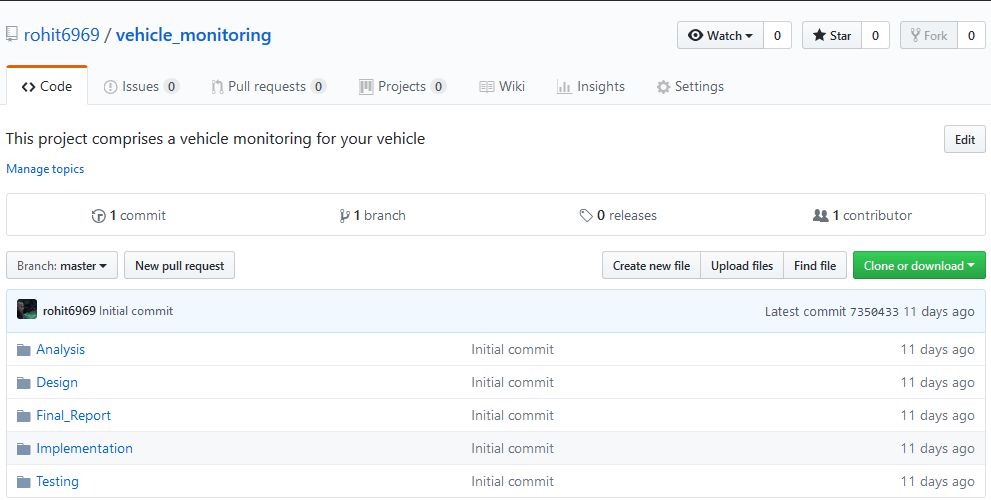 rohit6969 / vehicle_monitoring Watch 0 Star 0 Fork 0
Code Issues 0 Pull requests 0 Projects 0 Wiki Insights Settings
This project comprises a vehicle monitoring for your vehicle Edit
Manage topics
1 commit 1 branch 0 releases 1 contributor
Branch: master New pull request Create new file Upload files Find file Clone or download
rohit6969 Initial commit Latest commit 7350433 11 days ago
Analysis Initial commit 11 days ago
Design Initial commit 11 days ago
Final_Report Initial commit 11 days ago
Implementation Initial commit 11 days ago
Testing Initial commit 11 days ago